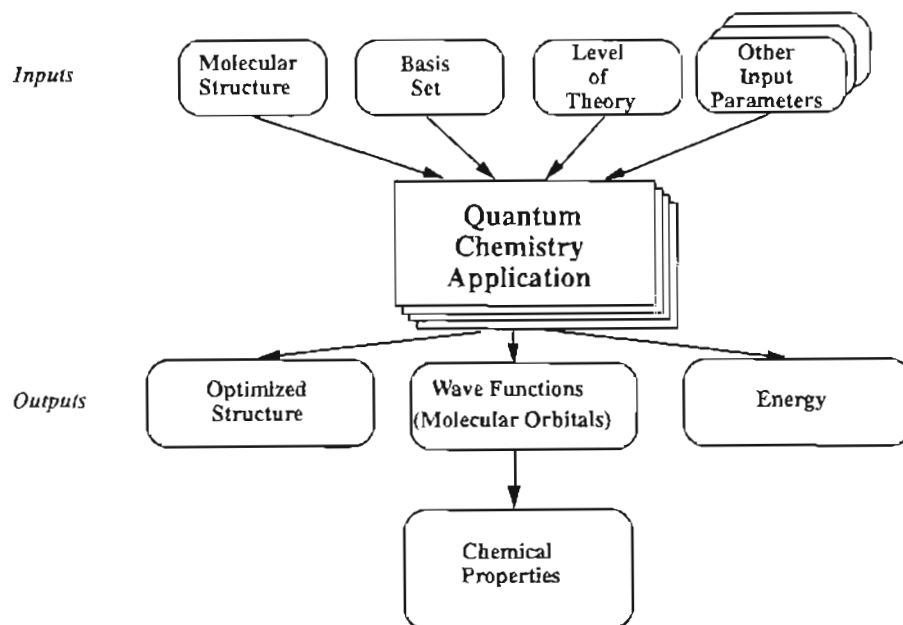 Inputs
Molecular
Structure
Basis
Set
Level
of
Theory
Other
Input
Parameters
Quantum
Chemistry
Application
Outputs
Optimized
Structure
Wave Functions
(Molecular Orbitals)
Energy
Chemical
Properties